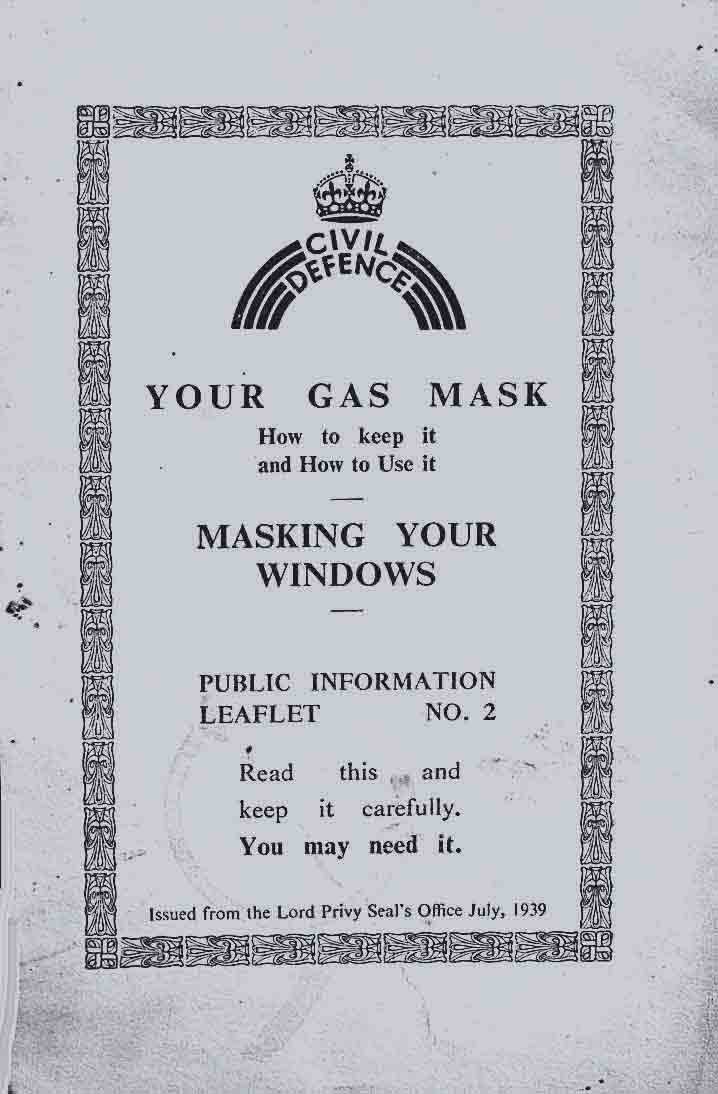 CIVIL
DEFENCE
YOUR GAS MASK
How to keep it
and How to Use it
MASKING YOUR
WINDOWS
PUBLIC INFORMATION
LEAFLET NO. 2
Read this and
keep it carefully.
You may need it.
Issued from the Lord Privy Seal's Office July, 1939